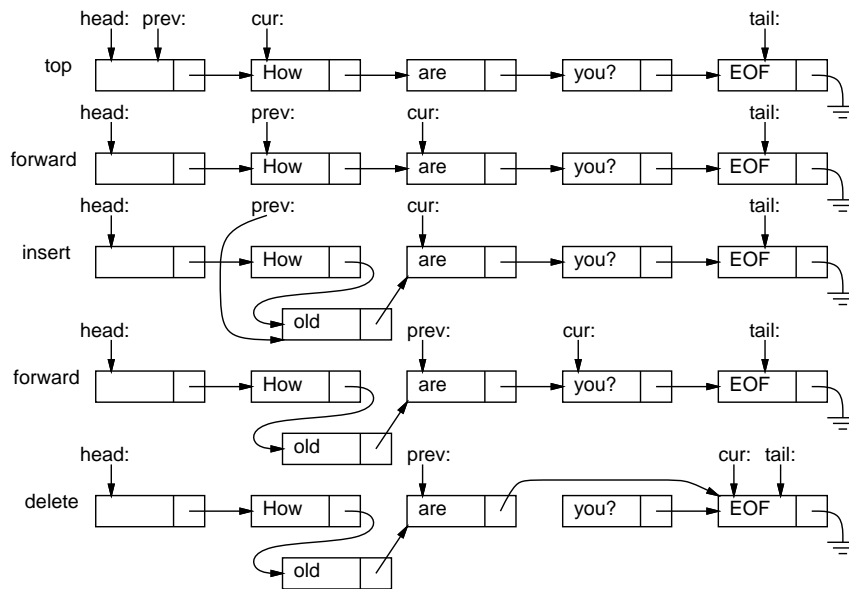 head: prev: cur: tail:
top How are you? EOF
head: prev: cur: tail:
forward How are you? EOF
head: prev: cur: tail:
insert How are you? EOF
old
head: prev: cur: tail:
forward How are you? EOF
old
head: prev: cur: tail:
delete How are you? EOF
old